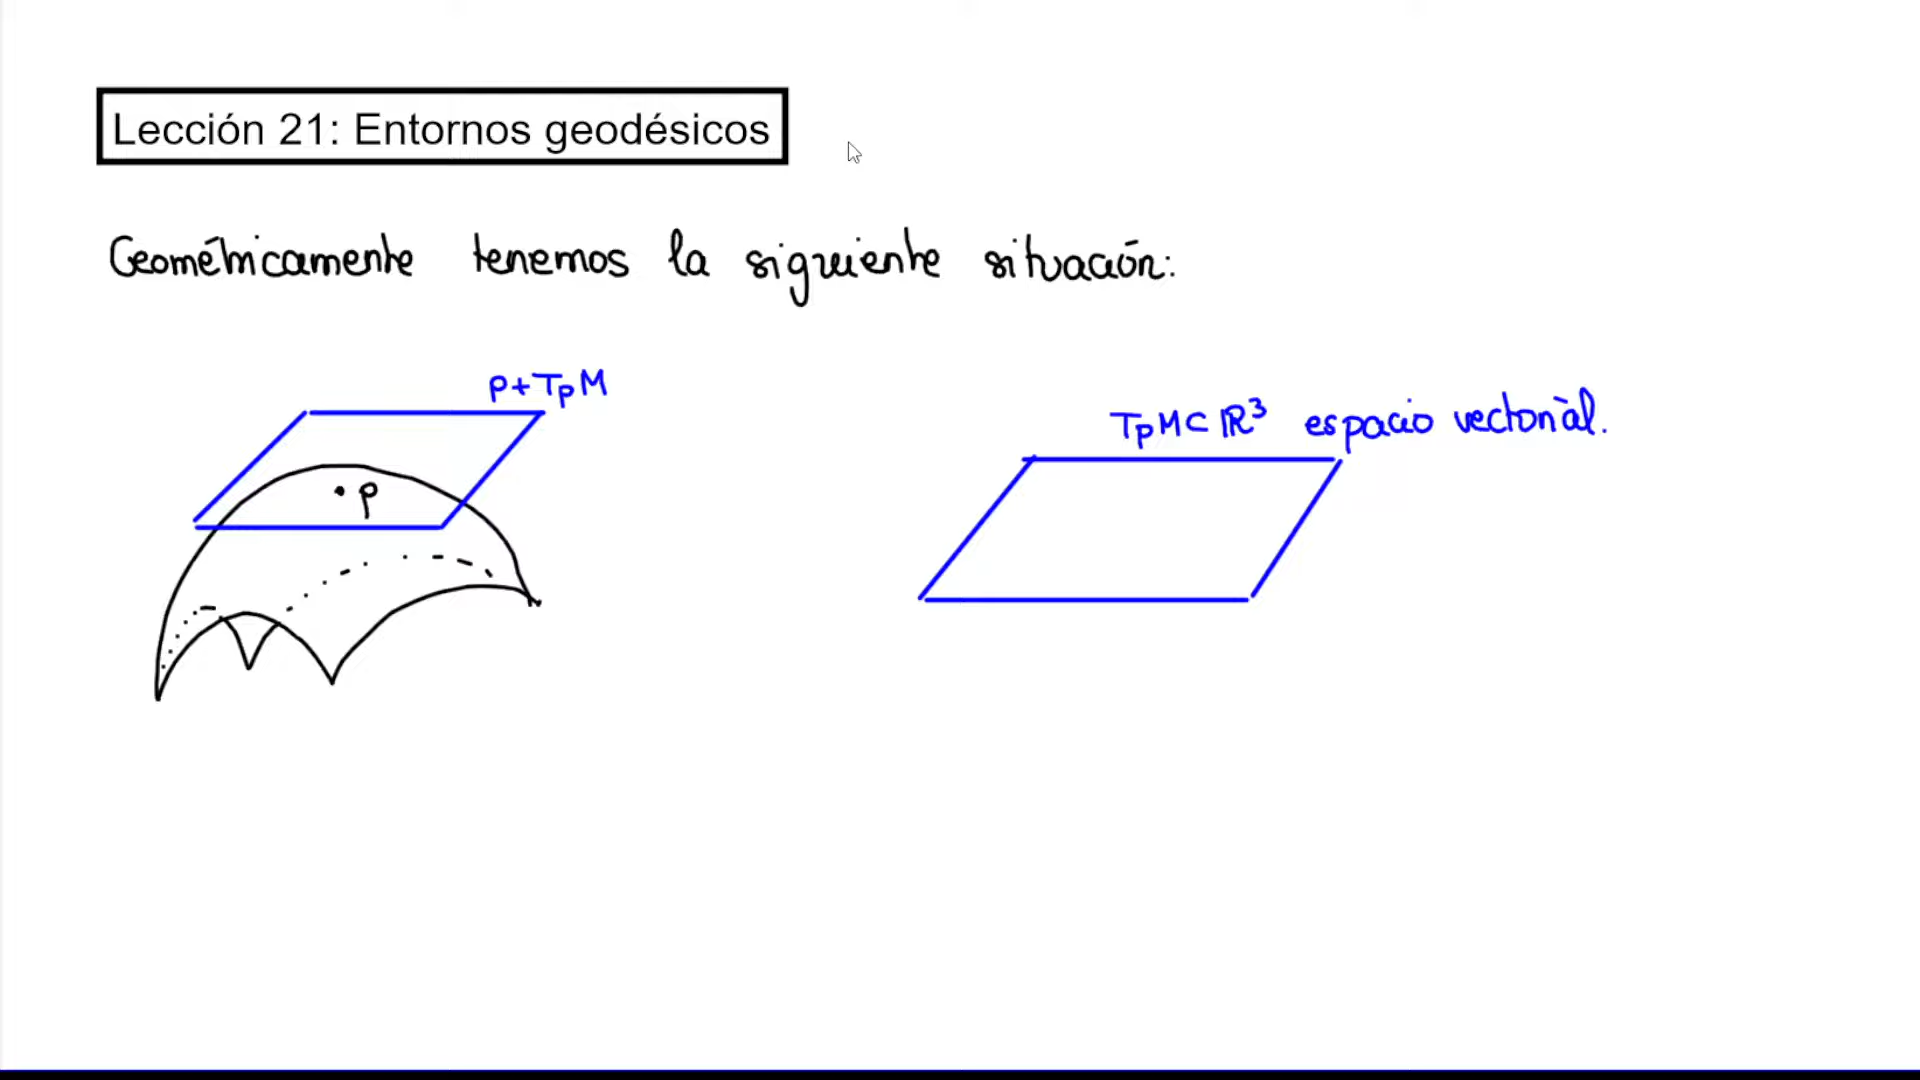 Lección 21: Entornos geodésicos
Geométricamente tenemos la siguiente situación:
p+TpM
TpM⊂ℝ³ espacio vectorial.
p